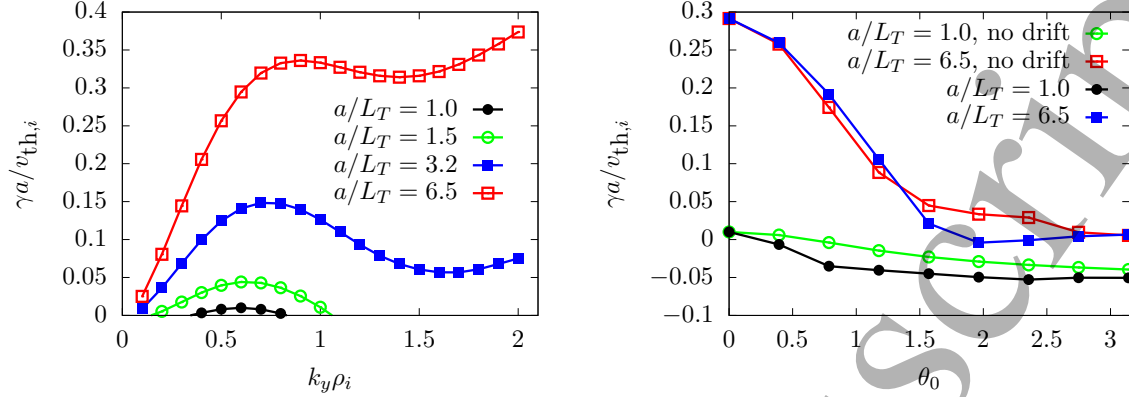 0.4
0.35
0.3
0.25
0.2
0.15
0.1
0.05
0
γa/v_th,i
a/L_T = 1.0
a/L_T = 1.5
a/L_T = 3.2
a/L_T = 6.5
0 0.5 1 1.5 2
k_yρ_i
0.3
0.25
0.2
0.15
0.1
0.05
0
−0.05
−0.1
γa/v_th,i
a/L_T = 1.0, no drift
a/L_T = 6.5, no drift
a/L_T = 1.0
a/L_T = 6.5
0 0.5 1 1.5 2 2.5 3
θ_0
scrip